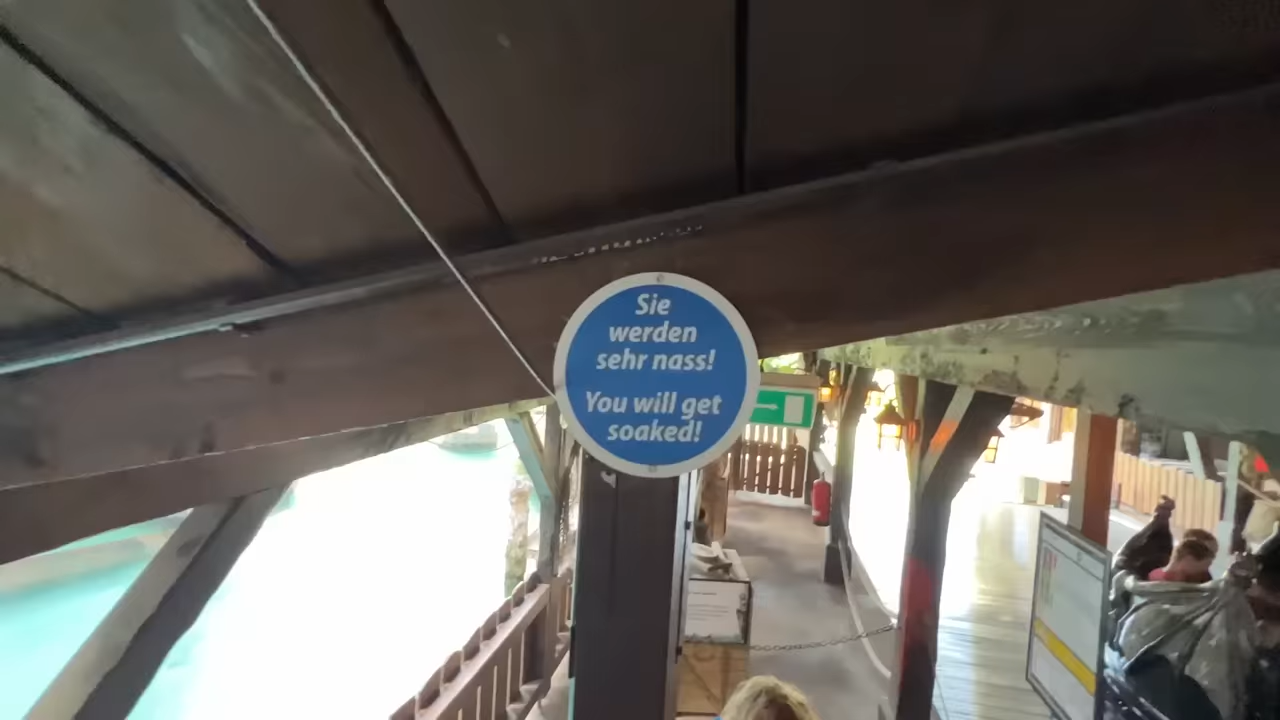 Sie
werden
sehr nass!
You will get
soaked!